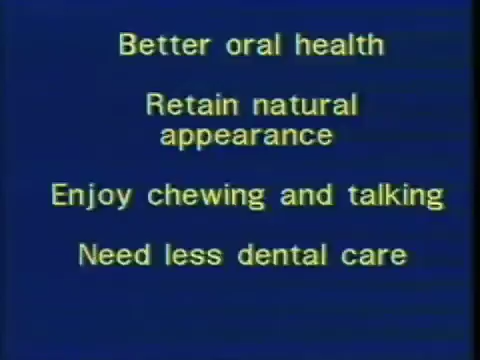 Better oral health
Retain natural
appearance
Enjoy chewing and talking
Need less dental care